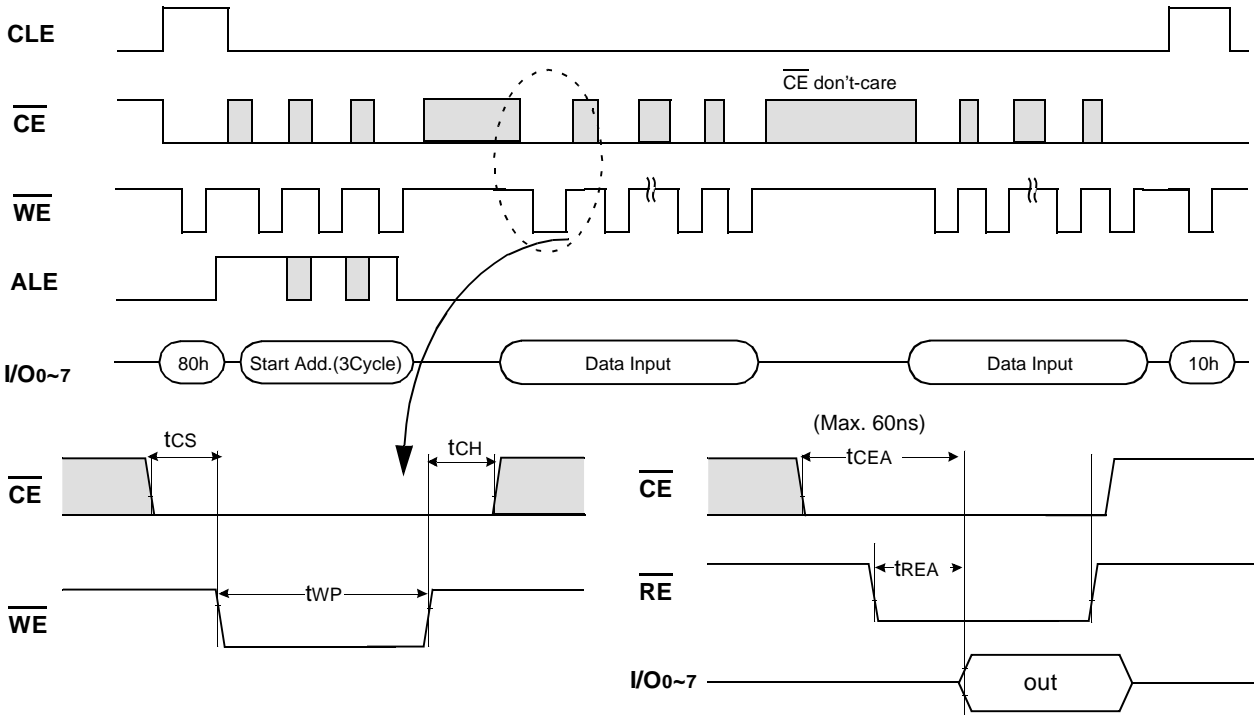 CLE
CE don't-care
CE
WE
ALE
I/O0~7
80h
Start Add.(3Cycle)
Data Input
Data Input
10h
tCS
tCH
CE
tWP
WE
(Max. 60ns)
tCEA
CE
tREA
RE
I/O0~7
out